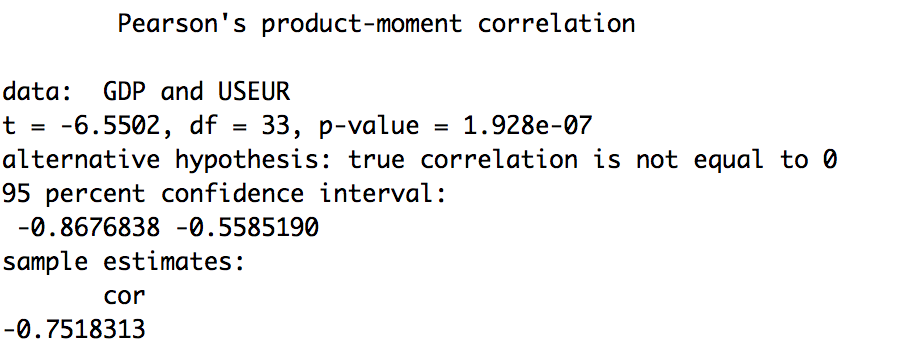 Pearson's product-moment correlation
data:  GDP and USEUR
t = -6.5502, df = 33, p-value = 1.928e-07
alternative hypothesis: true correlation is not equal to 0
95 percent confidence interval:
 -0.8676838 -0.5585190
sample estimates:
cor
-0.7518313